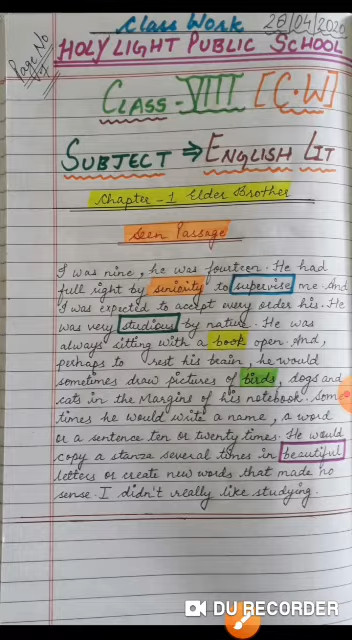 Class Work 28/04/2020
Page No
HOLY LIGHT PUBLIC SCHOOL
CLASS-VIII [C.W]
SUBJECT ⇒ ENGLISH LIT
Chapter-1 Elder Brother
Seen Passage
I was nine, he was fourteen. He had
full right by seniority to supervise me. And
I was expected to accept every order his. He
was very studious by nature. He was
always sitting with a book open. And,
perhaps to rest his brain, he would
sometimes draw pictures of birds, dogs and
cats in the Margins of his notebook. Som
times he would write a name, a word
or a sentence ten or twenty times. He would
copy a stanza several times in beautiful
letters or create new words that made no
sense. I didn't really like studying.
DU RECORDER